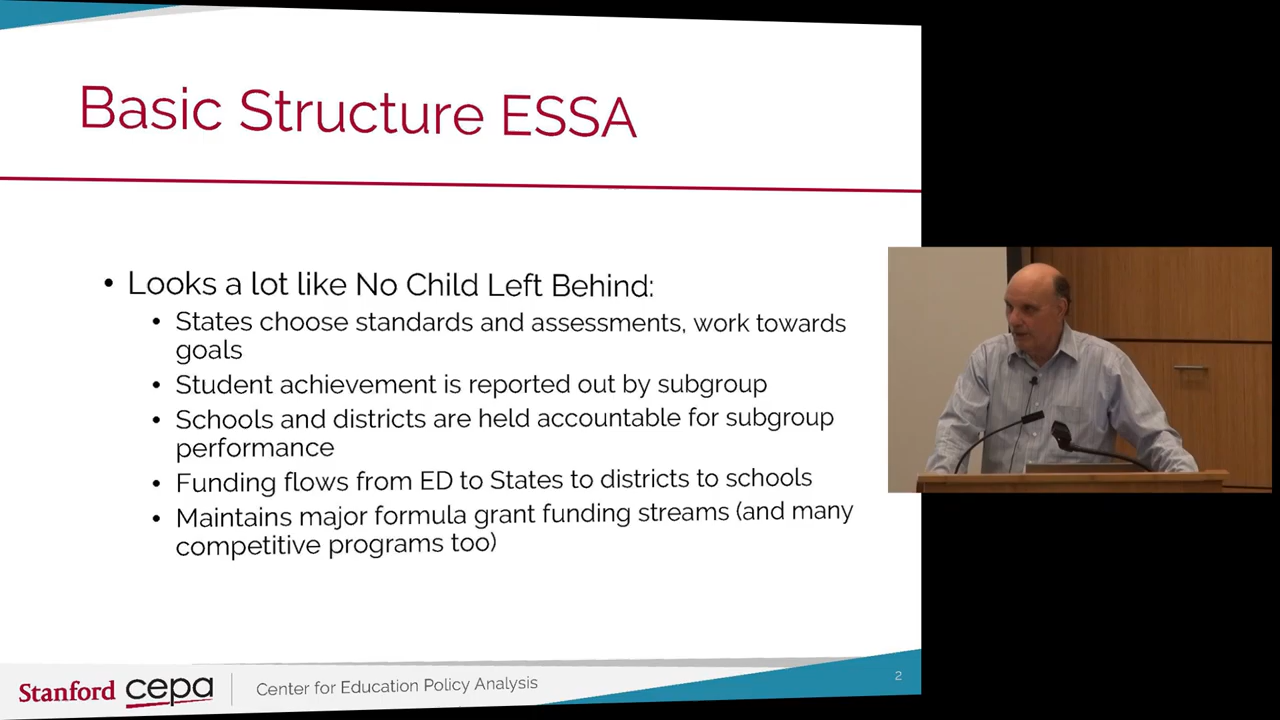 Basic Structure ESSA
• Looks a lot like No Child Left Behind:
• States choose standards and assessments, work towards
goals
• Student achievement is reported out by subgroup
• Schools and districts are held accountable for subgroup
performance
• Funding flows from ED to States to districts to schools
• Maintains major formula grant funding streams (and many
competitive programs too)
Stanford cepa Center for Education Policy Analysis
2